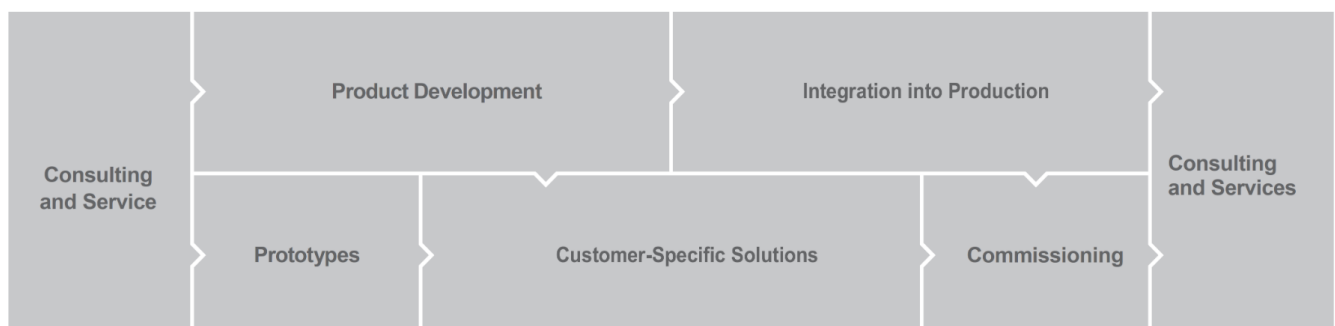 Consulting
and Service
Product Development
Integration into Production
Prototypes
Customer-Specific Solutions
Commissioning
Consulting
and Services